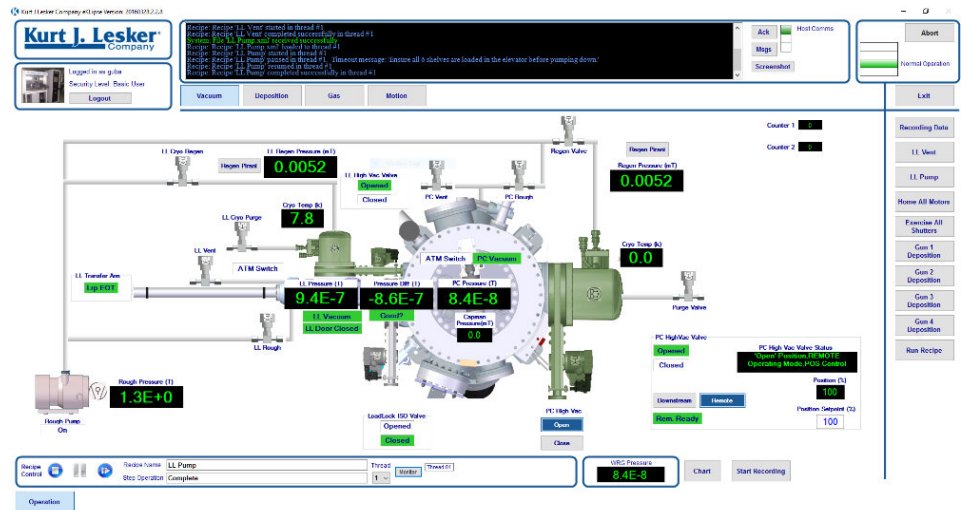 Kurt J Lesker Company eKLipse Version: 20160323.2.2.3
Kurt J. Lesker
Company
Recipe: Recipe 'LL Vent' started in thread #1
Recipe: Recipe 'LL Vent' completed successfully in thread #1
System: File 'LL Pump.xml' received successfully
Recipe: Recipe 'LL Pump.xml' loaded to thread #1
Recipe: Recipe 'LL Pump' started in thread #1
Recipe: Recipe 'LL Pump' paused in thread #1. Timeout message: 'Ensure all 6 shelves are loaded in the elevator before pumping down.'
Recipe: Recipe 'LL Pump' resumed in thread #1
Recipe: Recipe 'LL Pump' completed successfully in thread #1
Ack
Msgs
Screenshot
Host Comms
Abort
Normal Operation
Logged in as guba
Security Level: Basic User
Logout
Vacuum
Deposition
Gas
Motion
Exit
Recording Data
LL Vent
LL Pump
Home All Motors
Exercise All
Shutters
Gun 1
Deposition
Gun 2
Deposition
Gun 3
Deposition
Gun 4
Deposition
Run Recipe
Counter 1 0
Counter 2 0
LL Cryo Regen
Regen Pirani
LL Regen Pressure (mT)
0.0052
Regen Valve
Regen Pirani
Regen Pressure (mT)
0.0052
LL High Vac Valve
Opened
Closed
PC Vent
PC Rough
Cryo Temp (k)
7.8
LL Cryo Purge
LL Vent
ATM Switch
ATM Switch
PC Vacuum
Cryo Temp (k)
0.0
LL Transfer Arm
Lrp EOT
LL Pressure (T)
9.4E-7
Pressure Diff (T)
-8.6E-7
PC Pressure (T)
8.4E-8
LL Vacuum
LL Door Closed
Good?
Capman
Pressure(mT)
0.0
Purge Valve
LL Rough
Rough Pressure (T)
1.3E+0
Rough Pump
On
LoadLock ISO Valve
Opened
Closed
PC High Vac
Open
Close
PC HighVac Valve
Opened
Closed
PC High Vac Valve Status
'Open' Position,REMOTE
Operating Mode,POS Control
Position (%)
100
Downstream
Remote
Rem. Ready
Position Setpoint (%)
100
Recipe
Control
Recipe Name LL Pump
Step Operation Complete
Thread
1
Monitor
Thread 01
WRG Pressure
8.4E-8
Chart
Start Recording
Operation